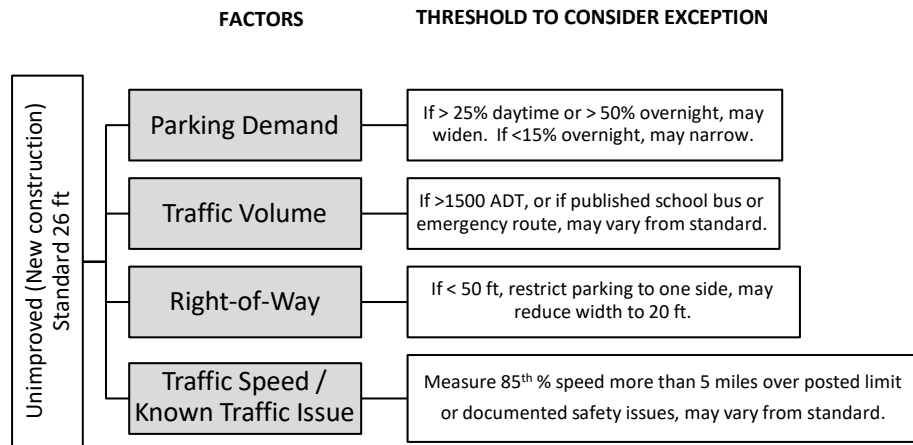 FACTORS
THRESHOLD TO CONSIDER EXCEPTION
Unimproved (New construction)
Standard 26 ft
Parking Demand
If > 25% daytime or > 50% overnight, may
widen.  If <15% overnight, may narrow.
Traffic Volume
If >1500 ADT, or if published school bus or
emergency route, may vary from standard.
Right-of-Way
If < 50 ft, restrict parking to one side, may
reduce width to 20 ft.
Traffic Speed /
Known Traffic Issue
Measure 85th % speed more than 5 miles over posted limit
or documented safety issues, may vary from standard.